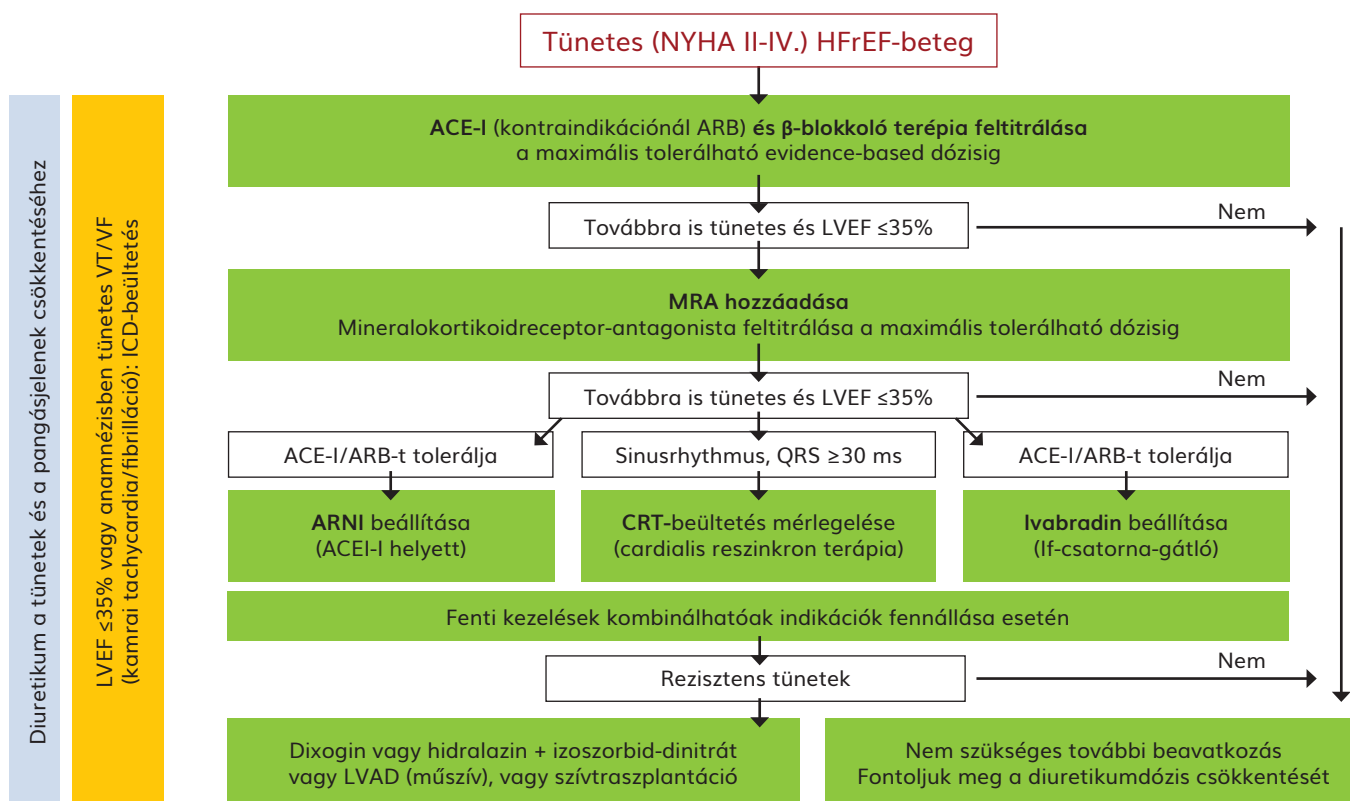 Tünetes (NYHA II-IV.) HFrEF-beteg
Diuretikum a tünetek és a pangásjelenek csökkentéséhez
LVEF ≤35% vagy anamnézisben tünetes VT/VF
(kamrai tachycardia/fibrilláció): ICD-beültetés
ACE-I (kontraindikációnál ARB) és β-blokkoló terépia feltitrálása
a maximális tolerálható evidence-based dózisig
Továbbra is tünetes és LVEF ≤35%
Nem
MRA hozzáadása
Mineralokortikoidreceptor-antagonista feltitrálása a maximális tolerálható dózisig
Továbbra is tünetes és LVEF ≤35%
Nem
ACE-I/ARB-t tolerálja
Sinusrhythmus, QRS ≥30 ms
ACE-I/ARB-t tolerálja
ARNI beállítása
(ACEI-I helyett)
CRT-beültetés mérlegelése
(cardialis reszinkron terápia)
Ivabradin beállítása
(If-csatorna-gátló)
Fenti kezelések kombinálhatóak indikációk fennállása esetén
Rezisztens tünetek
Nem
Dixogin vagy hidralazin + izoszorbid-dinitrát
vagy LVAD (műszív), vagy szívtraszplantáció
Nem szükséges további beavatkozás
Fontoljuk meg a diuretikumdózis csökkentését